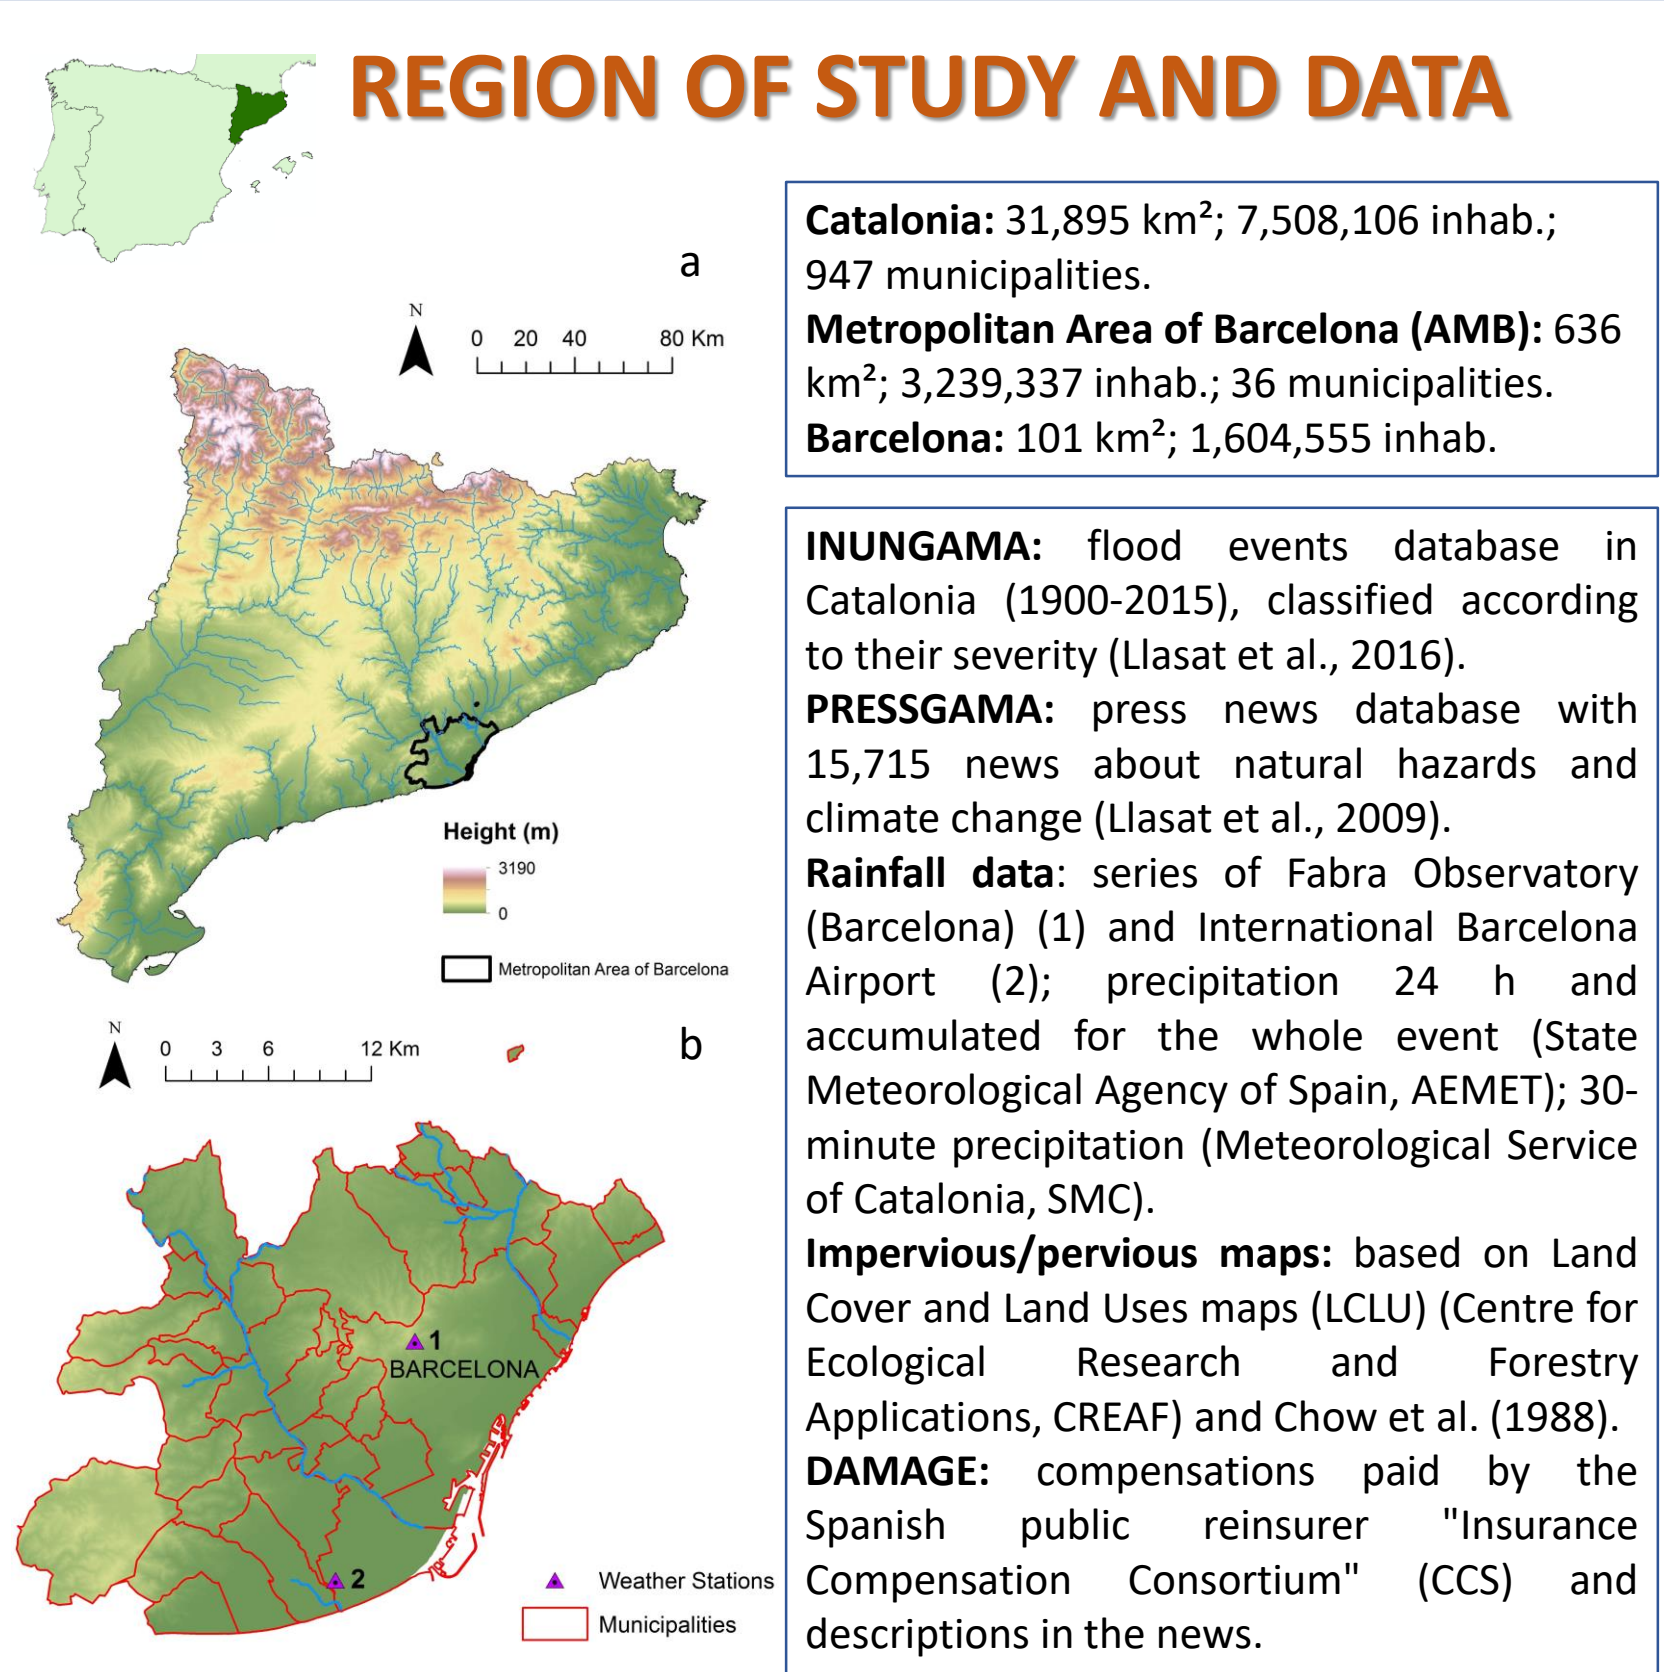 REGION OF STUDY AND DATA
a
N
0 20 40 80 Km
Height (m)
3190
0
Metropolitan Area of Barcelona
N
0 3 6 12 Km
b
1
BARCELONA
2
Weather Stations
Municipalities
Catalonia: 31,895 km²; 7,508,106 inhab.;
947 municipalities.
Metropolitan Area of Barcelona (AMB): 636
km²; 3,239,337 inhab.; 36 municipalities.
Barcelona: 101 km²; 1,604,555 inhab.
INUNGAMA: flood events database in
Catalonia (1900-2015), classified according
to their severity (Llasat et al., 2016).
PRESSGAMA: press news database with
15,715 news about natural hazards and
climate change (Llasat et al., 2009).
Rainfall data: series of Fabra Observatory
(Barcelona) (1) and International Barcelona
Airport (2); precipitation 24 h and
accumulated for the whole event (State
Meteorological Agency of Spain, AEMET); 30-
minute precipitation (Meteorological Service
of Catalonia, SMC).
Impervious/pervious maps: based on Land
Cover and Land Uses maps (LCLU) (Centre for
Ecological Research and Forestry
Applications, CREAF) and Chow et al. (1988).
DAMAGE: compensations paid by the
Spanish public reinsurer "Insurance
Compensation Consortium" (CCS) and
descriptions in the news.